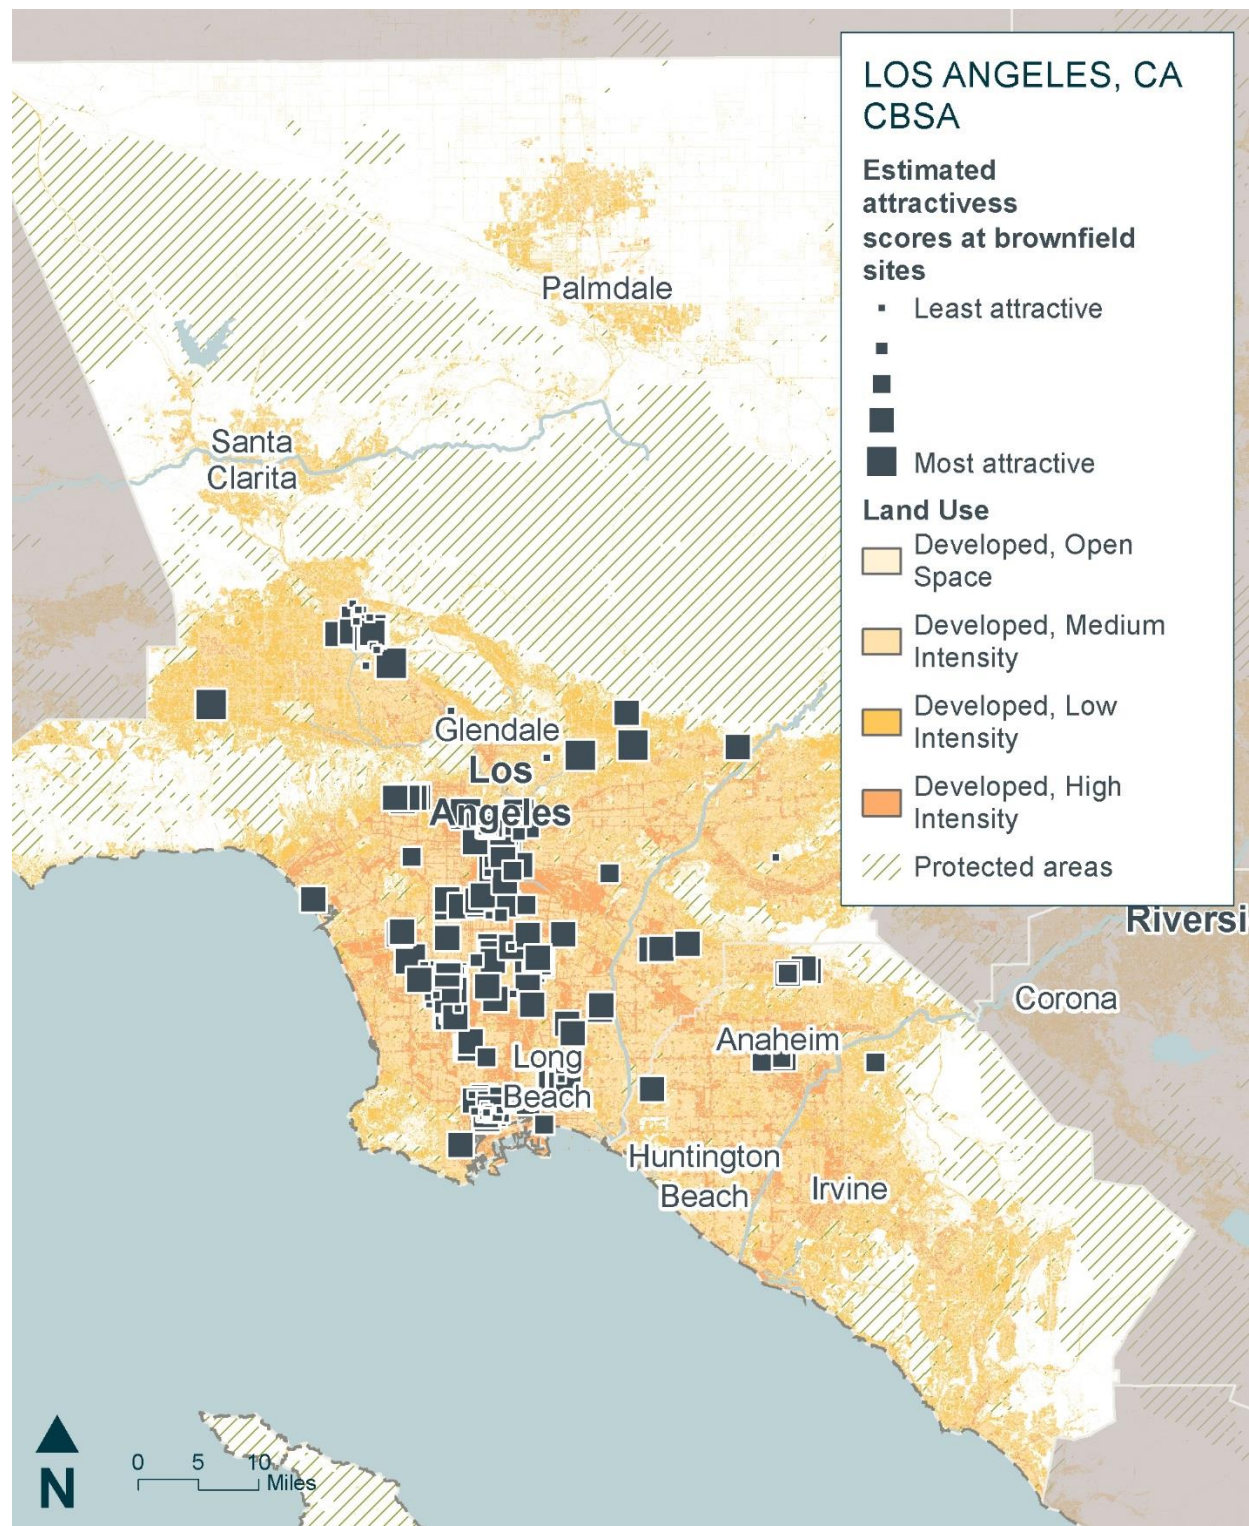 LOS ANGELES, CA
CBSA
Estimated
attractivess
scores at brownfield
sites
Least attractive
Most attractive
Land Use
Developed, Open
Space
Developed, Medium
Intensity
Developed, Low
Intensity
Developed, High
Intensity
Protected areas
Palmdale
Santa
Clarita
Glendale
Los
Angeles
Riversi
Corona
Anaheim
Long
Beach
Huntington
Beach
Irvine
N
0 5 10
Miles